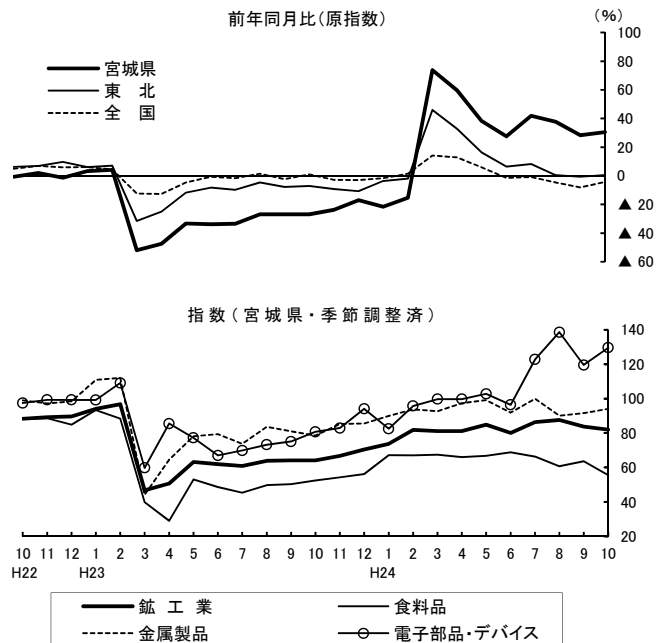 前年同月比(原指数)
(%)
宮城県
東 北
全 国
100
80
60
40
20
0
▲ 20
▲ 40
▲ 60
指数(宮城県・季節調整済)
140
120
100
80
60
40
20
10 11 12 1 2 3 4 5 6 7 8 9 10 11 12 1 2 3 4 5 6 7 8 9 10
H22 H23 H24
鉱 工 業 食料品
金属製品 電子部品・デバイス